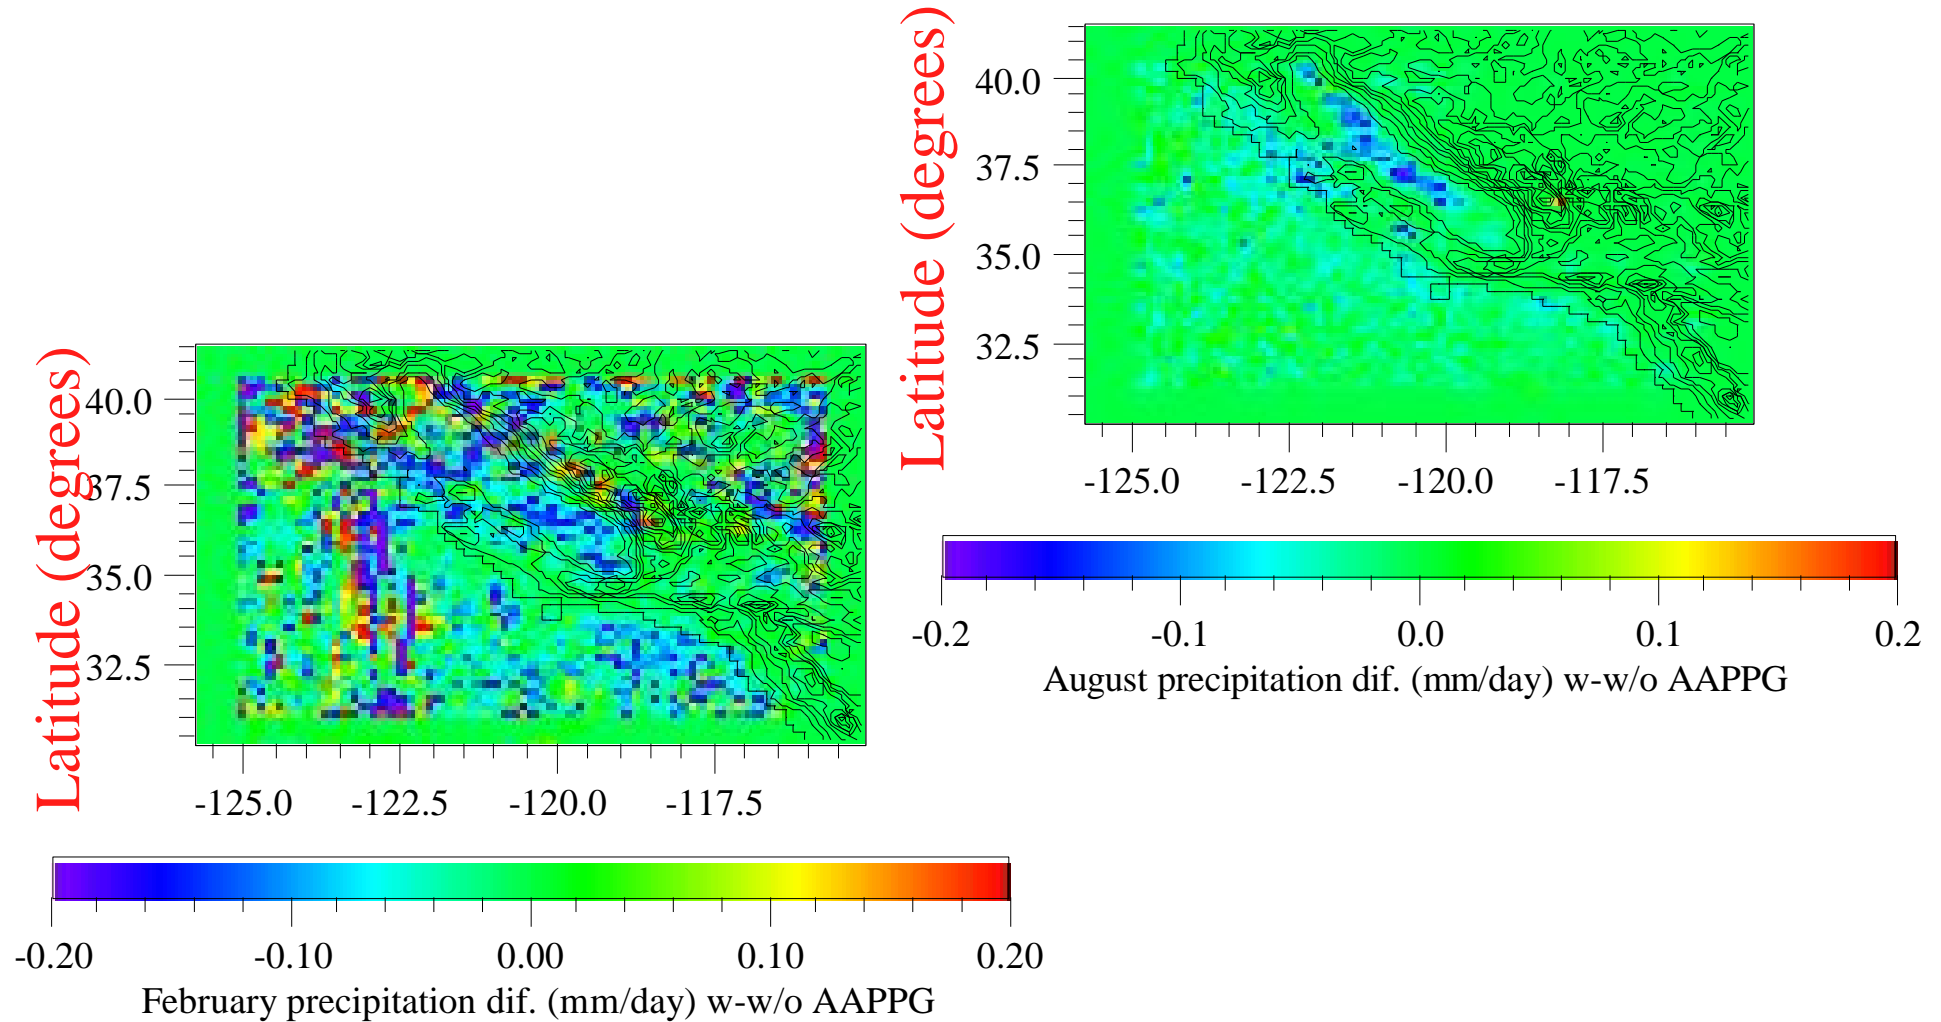 Latitude (degrees)
40.0
37.5
35.0
32.5
-125.0 -122.5 -120.0 -117.5
-0.20 -0.10 0.00 0.10 0.20
February precipitation dif. (mm/day) w-w/o AAPPG
Latitude (degrees)
40.0
37.5
35.0
32.5
-125.0 -122.5 -120.0 -117.5
-0.2 -0.1 0.0 0.1 0.2
August precipitation dif. (mm/day) w-w/o AAPPG